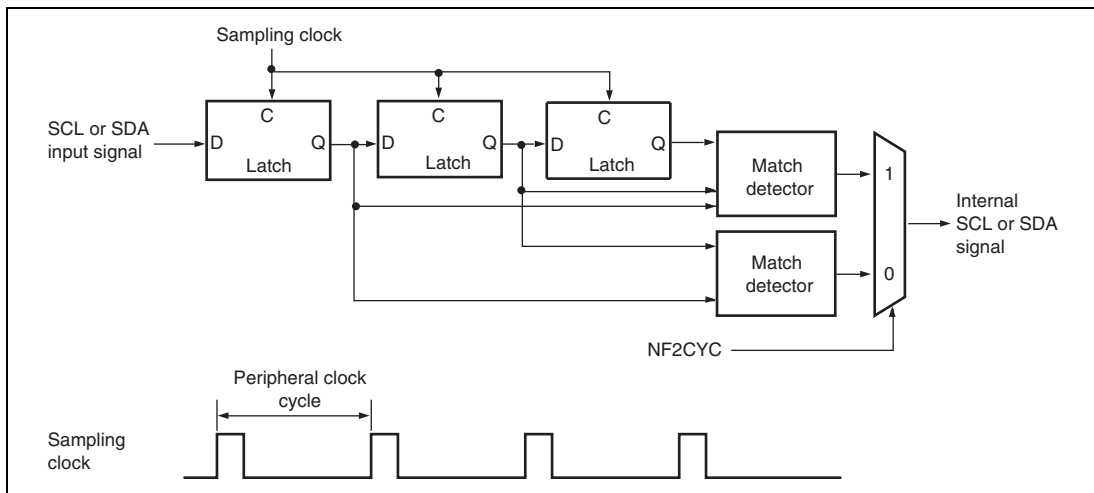 Sampling clock
SCL or SDA
input signal
D
C
Q
Latch
D
C
Q
Latch
D
C
Q
Latch
Match
detector
1
Internal
SCL or SDA
signal
Match
detector
0
NF2CYC
Peripheral clock
cycle
Sampling
clock